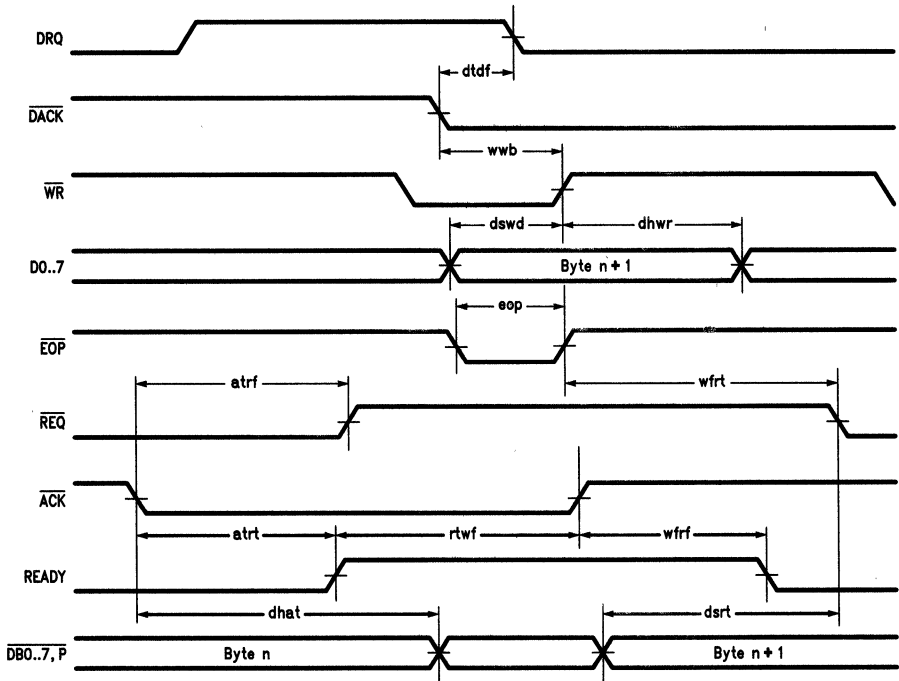 DRQ
dtdf
DACK
wwb
WR
dswd
dhwr
D0..7
Byte n + 1
eop
EOP
atrf
wfrt
REQ
ACK
atrt
rtwf
wfrf
READY
dhat
dsrt
DB0..7, P
Byte n
Byte n + 1